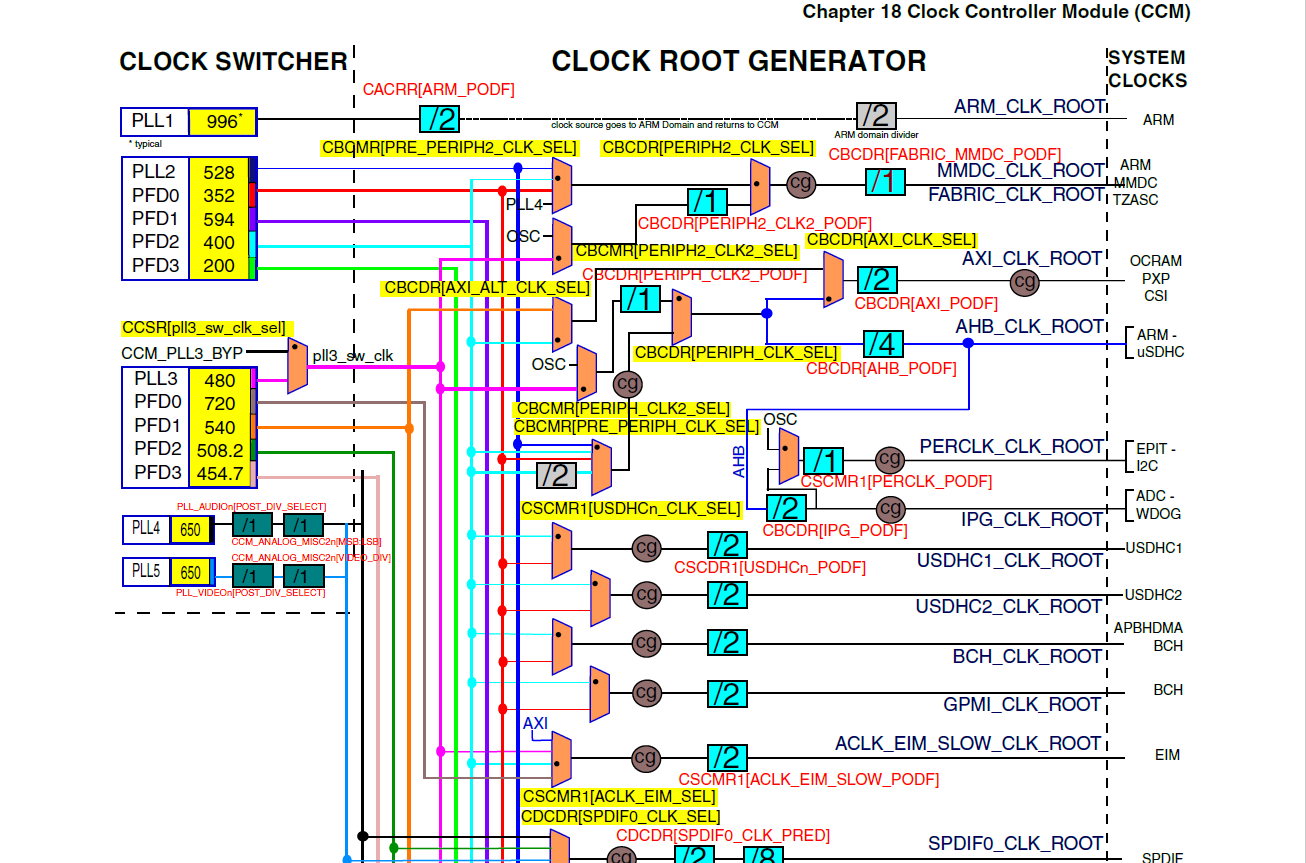 Chapter 18 Clock Controller Module (CCM)
CLOCK SWITCHER
CLOCK ROOT GENERATOR
SYSTEM
CLOCKS
CACRR[ARM_PODF]
PLL1 996*
* typical
/2
clock source goes to ARM Domain and returns to CCM
/2
ARM domain divider
ARM_CLK_ROOT
ARM
CBCMR[PRE_PERIPH2_CLK_SEL]
CBCDR[PERIPH2_CLK_SEL]
CBCDR[FABRIC_MMDC_PODF]
PLL2 528
PFD0 352
PFD1 594
PFD2 400
PFD3 200
PLL4
OSC
/1
cg
/1
MMDC_CLK_ROOT
FABRIC_CLK_ROOT
ARM
MMDC
TZASC
CBCDR[PERIPH2_CLK2_PODF]
CBCMR[PERIPH2_CLK2_SEL]
CBCDR[AXI_CLK_SEL]
CBCDR[PERIPH_CLK2_PODF]
AXI_CLK_ROOT
OCRAM
PXP
CSI
CBCDR[AXI_ALT_CLK_SEL]
/1
/2
cg
CBCDR[AXI_PODF]
CCSR[pll3_sw_clk_sel]
CCM_PLL3_BYP
pll3_sw_clk
AHB_CLK_ROOT
ARM -
uSDHC
/4
CBCDR[PERIPH_CLK_SEL]
CBCDR[AHB_PODF]
OSC
cg
PLL3 480
PFD0 720
PFD1 540
PFD2 508.2
PFD3 454.7
CBCMR[PERIPH_CLK2_SEL]
CBCMR[PRE_PERIPH_CLK_SEL]
OSC
AHB
/2
/1
cg
PERCLK_CLK_ROOT
EPIT -
I2C
CSCMR1[PERCLK_PODF]
/2
cg
IPG_CLK_ROOT
ADC -
WDOG
CBCDR[IPG_PODF]
PLL_AUDIOn[POST_DIV_SELECT]
PLL4 650 /1 /1
CCM_ANALOG_MISC2n[MSB:LSB]
CCM_ANALOG_MISC2n[VIDEO_DIV]
PLL5 650 /1 /1
PLL_VIDEOn[POST_DIV_SELECT]
CSCMR1[USDHCn_CLK_SEL]
cg
/2
USDHC1_CLK_ROOT
USDHC1
CSCDR1[USDHCn_PODF]
cg
/2
USDHC2_CLK_ROOT
USDHC2
cg
/2
BCH_CLK_ROOT
APBHDMA
BCH
cg
/2
GPMI_CLK_ROOT
BCH
AXI
cg
/2
ACLK_EIM_SLOW_CLK_ROOT
EIM
CSCMR1[ACLK_EIM_SLOW_PODF]
CSCMR1[ACLK_EIM_SEL]
CDCDR[SPDIF0_CLK_SEL]
CDCDR[SPDIF0_CLK_PRED]
cg
/2
/8
SPDIF0_CLK_ROOT
SPDIF